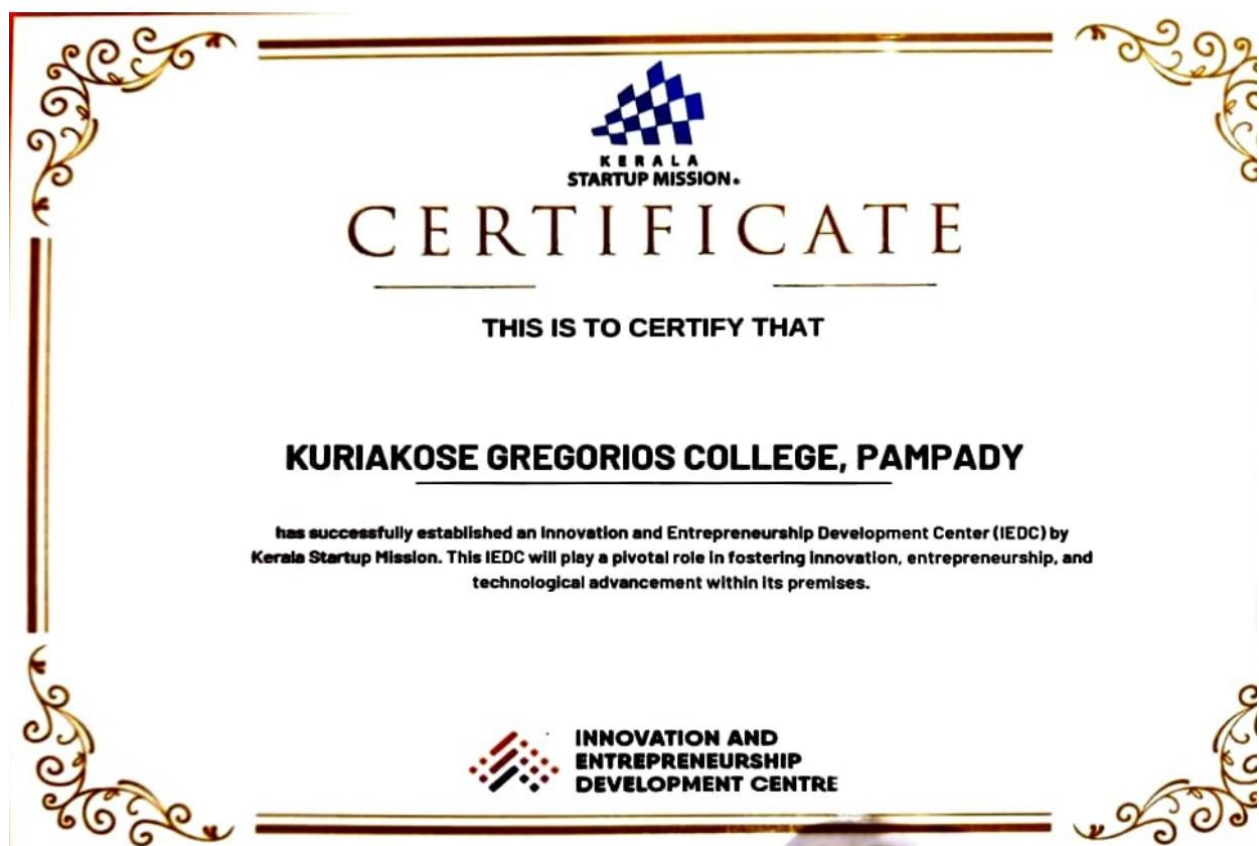 KERALA
STARTUP MISSION
CERTIFICATE
THIS IS TO CERTIFY THAT
KURIAKOSE GREGORIOS COLLEGE, PAMPADY
has successfully established an Innovation and Entrepreneurship Development Center (IEDC) by
Kerala Startup Mission. This IEDC will play a pivotal role in fostering innovation, entrepreneurship, and
technological advancement within its premises.
INNOVATION AND
ENTREPRENEURSHIP
DEVELOPMENT CENTRE